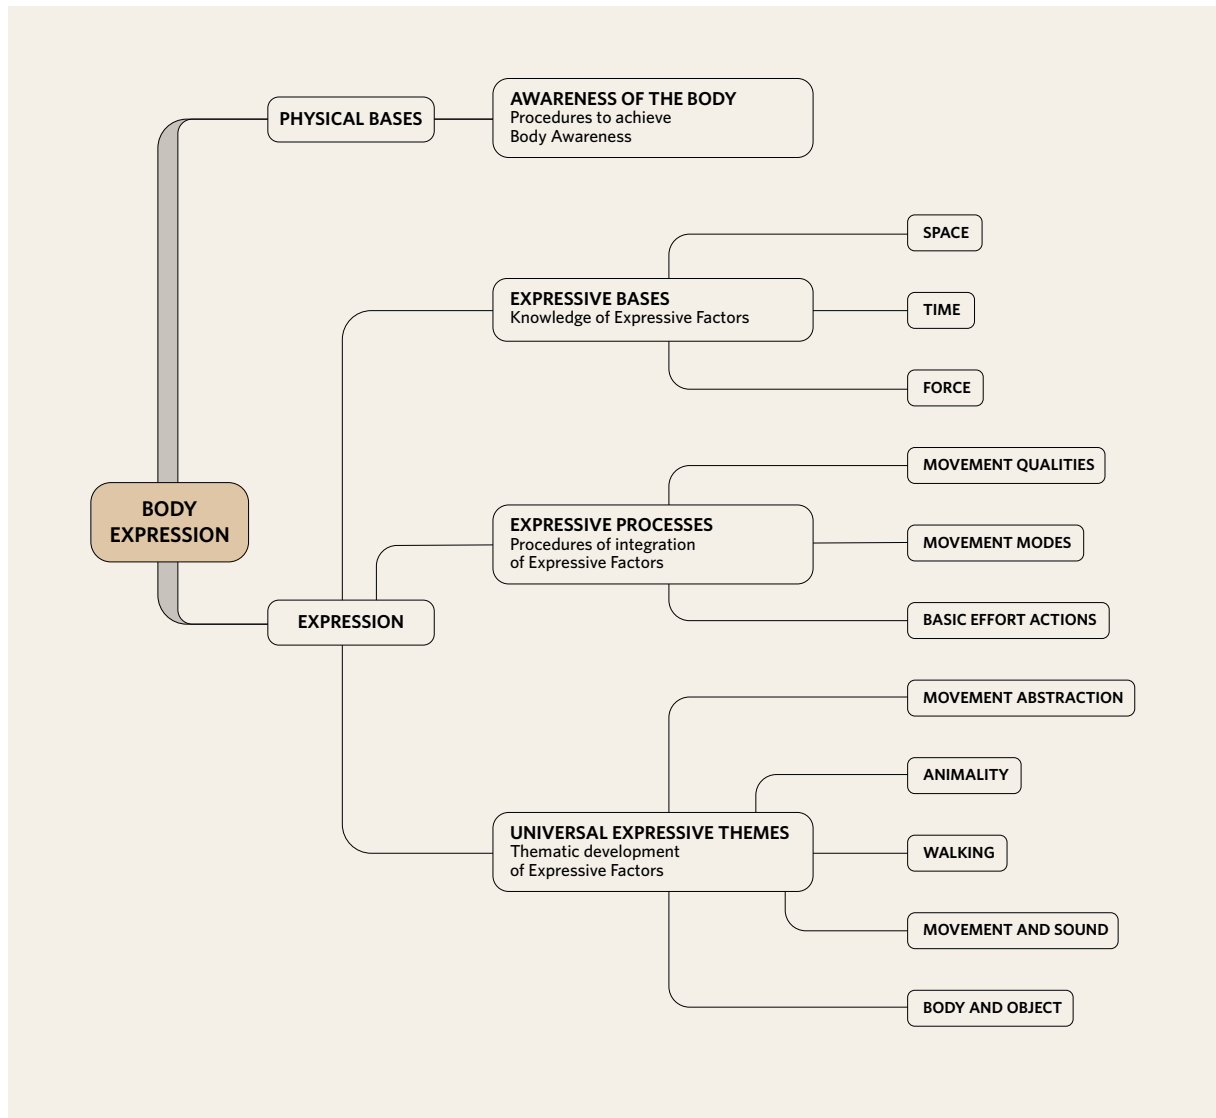 PHYSICAL BASES
AWARENESS OF THE BODY
Procedures to achieve
Body Awareness
SPACE
EXPRESSIVE BASES
Knowledge of Expressive Factors
TIME
FORCE
MOVEMENT QUALITIES
BODY
EXPRESSION
EXPRESSIVE PROCESSES
Procedures of integration
of Expressive Factors
MOVEMENT MODES
BASIC EFFORT ACTIONS
EXPRESSION
MOVEMENT ABSTRACTION
ANIMALITY
UNIVERSAL EXPRESSIVE THEMES
Thematic development
of Expressive Factors
WALKING
MOVEMENT AND SOUND
BODY AND OBJECT